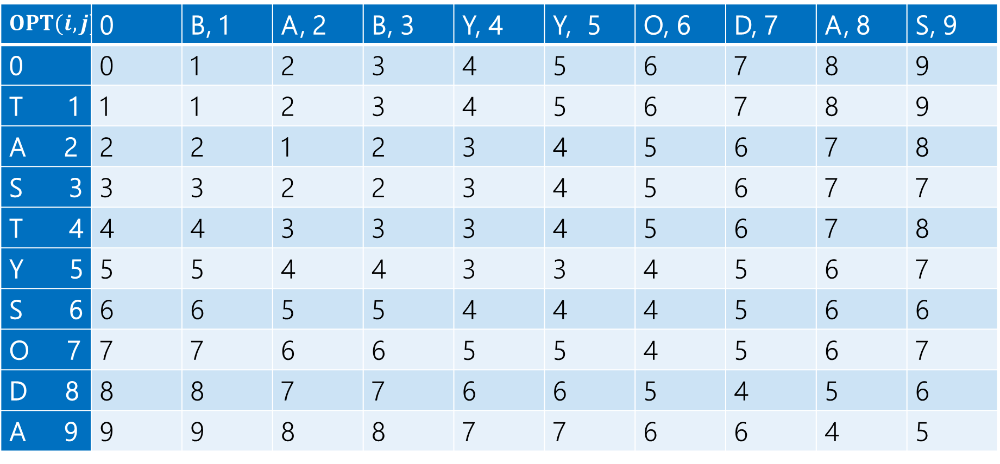 OPT(i,j) 0 B, 1 A, 2 B, 3 Y, 4 Y, 5 O, 6 D, 7 A, 8 S, 9
0 0 1 2 3 4 5 6 7 8 9
T 1 1 1 2 3 4 5 6 7 8 9
A 2 2 2 1 2 3 4 5 6 7 8
S 3 3 3 2 2 3 4 5 6 7 7
T 4 4 4 3 3 3 4 5 6 7 8
Y 5 5 5 4 4 3 3 4 5 6 7
S 6 6 6 5 5 4 4 4 5 6 6
O 7 7 7 6 6 5 5 4 5 6 7
D 8 8 8 7 7 6 6 5 4 5 6
A 9 9 9 8 8 7 7 6 6 4 5